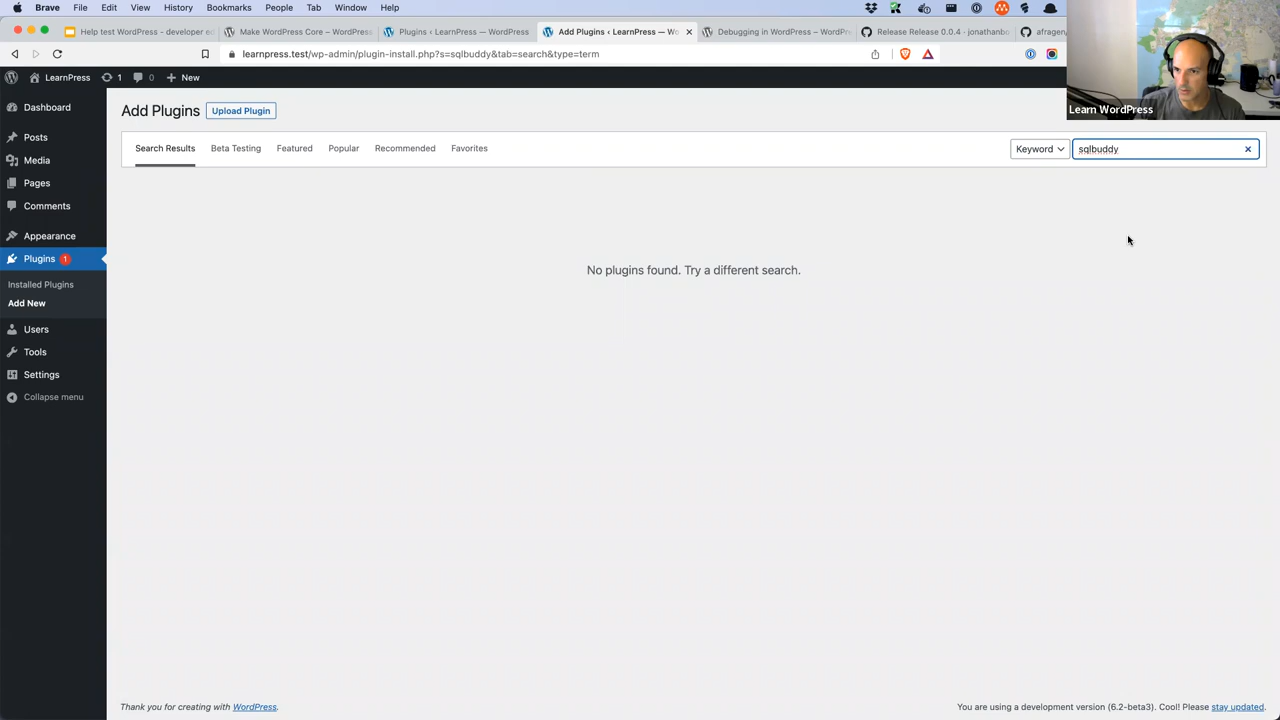 Brave File Edit View History Bookmarks People Tab Window Help
Help test WordPress - developer ed
Make WordPress Core – WordPress
Plugins ‹ LearnPress — WordPress
Add Plugins ‹ LearnPress — Wo
Debugging in WordPress – WordPr
Release Release 0.0.4 · jonathanbo
afragen/
learnpress.test/wp-admin/plugin-install.php?s=sqlbuddy&tab=search&type=term
LearnPress 1 0 New
Learn WordPress
Dashboard
Posts
Media
Pages
Comments
Appearance
Plugins 1
Installed Plugins
Add New
Users
Tools
Settings
Collapse menu
Add Plugins Upload Plugin
Search Results Beta Testing Featured Popular Recommended Favorites
Keyword sqlbuddy
No plugins found. Try a different search.
Thank you for creating with WordPress.
You are using a development version (6.2-beta3). Cool! Please stay updated.